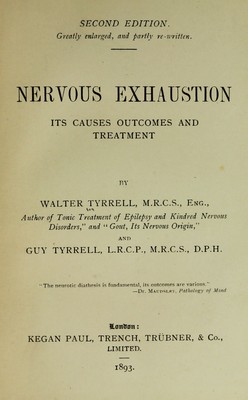 SECOND EDITION.
Greatly enlarged, and partly re-written.
NERVOUS EXHAUSTION
ITS CAUSES OUTCOMES AND
TREATMENT
BY
WALTER TYRRELL, M.R.C.S., ENG.,
Author of Tonic Treatment of Epilepsy and Kindred Nervous
Disorders," and "Gout, Its Nervous Origin,"
AND
GUY TYRRELL, L.R.C.P., M.R.C.S., D.P.H.
"The neurotic diathesis is fundamental, its outcomes are various."
—DR. MAUDSLEY, Pathology of Mind
London:
KEGAN PAUL, TRENCH, TRÜBNER, & Co.,
LIMITED.
1893.